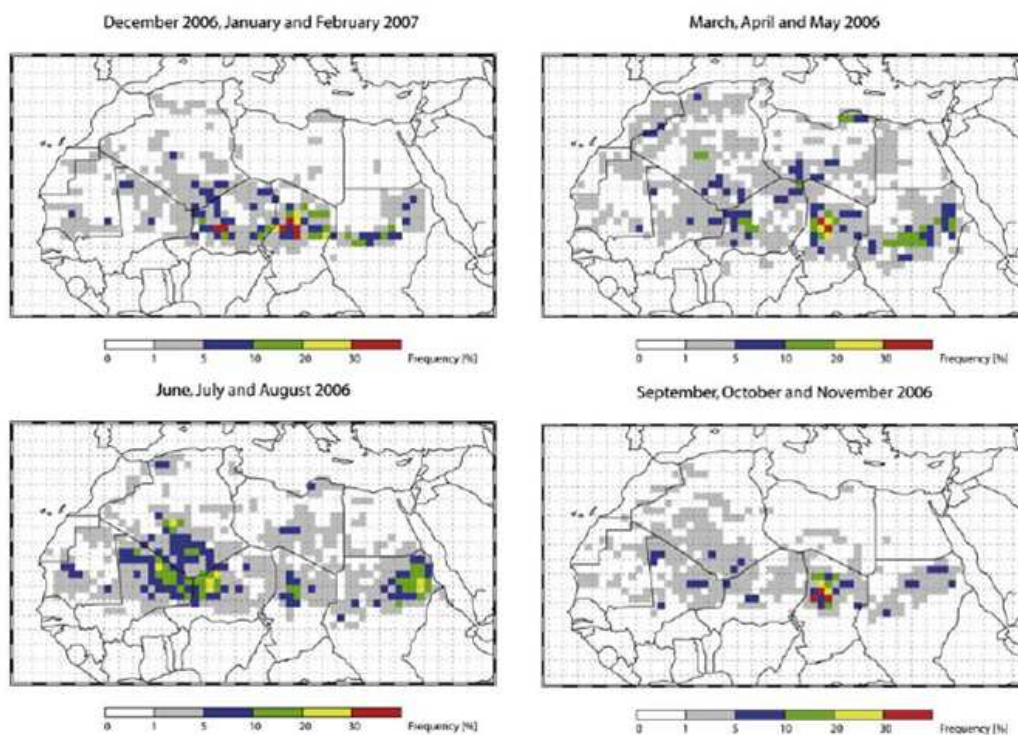 December 2006, January and February 2007
March, April and May 2006
0 1 5 10 20 30 Frequency [%]
0 1 5 10 20 30 Frequency [%]
June, July and August 2006
September, October and November 2006
0 1 5 10 20 30 Frequency [%]
0 1 5 10 20 30 Frequency [%]